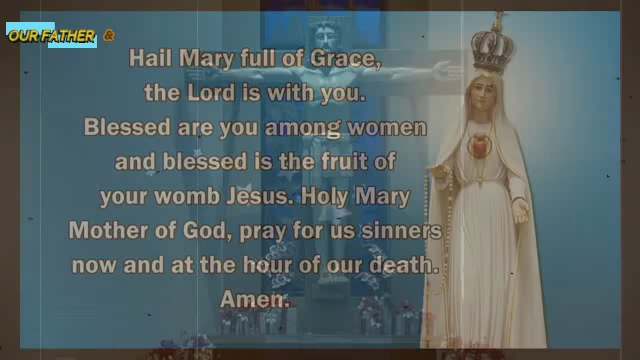 OUR FATHER &
Hail Mary full of Grace,
the Lord is with you.
Blessed are you among women
and blessed is the fruit of
your womb Jesus. Holy Mary
Mother of God, pray for us sinners
now and at the hour of our death.
Amen.